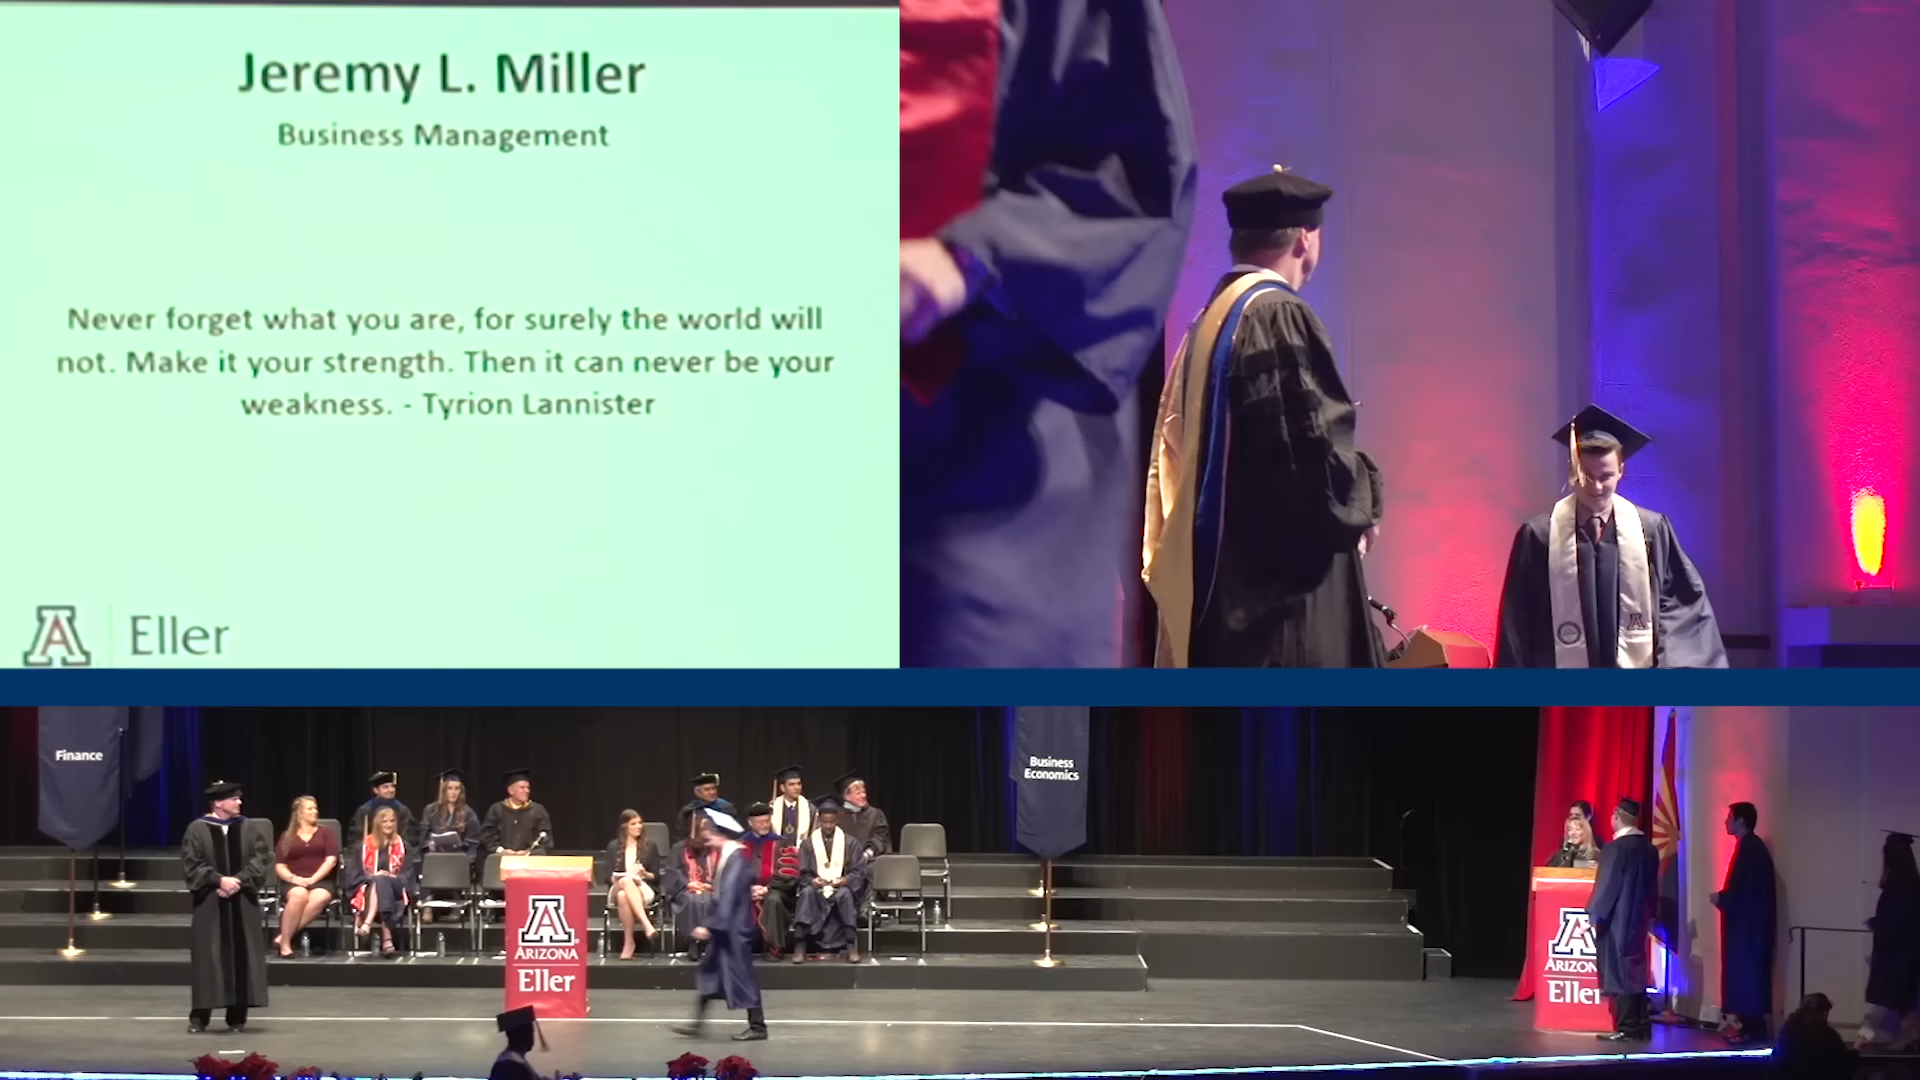 Jeremy L. Miller
Business Management
Never forget what you are, for surely the world will
not. Make it your strength. Then it can never be your
weakness. - Tyrion Lannister
A Eller
Finance
Business
Economics
A
ARIZONA
Eller
A
ARIZON
Eller